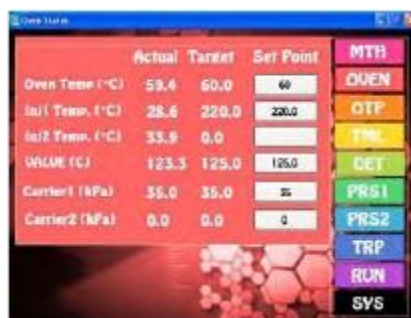 Oven Status
Actual Target Set Point
Oven Temp (°C) 59.4 60.0 60
Inj1 Temp. (°C) 28.6 220.0 220.0
Inj2 Temp. (°C) 33.9 0.0
VALUE (C) 123.3 125.0 125.0
Carrier1 (kPa) 35.0 35.0 35
Carrier2 (kPa) 0.0 0.0 0
MTH
OVEN
OTP
TML
DET
PRS1
PRS2
TRP
RUN
SYS